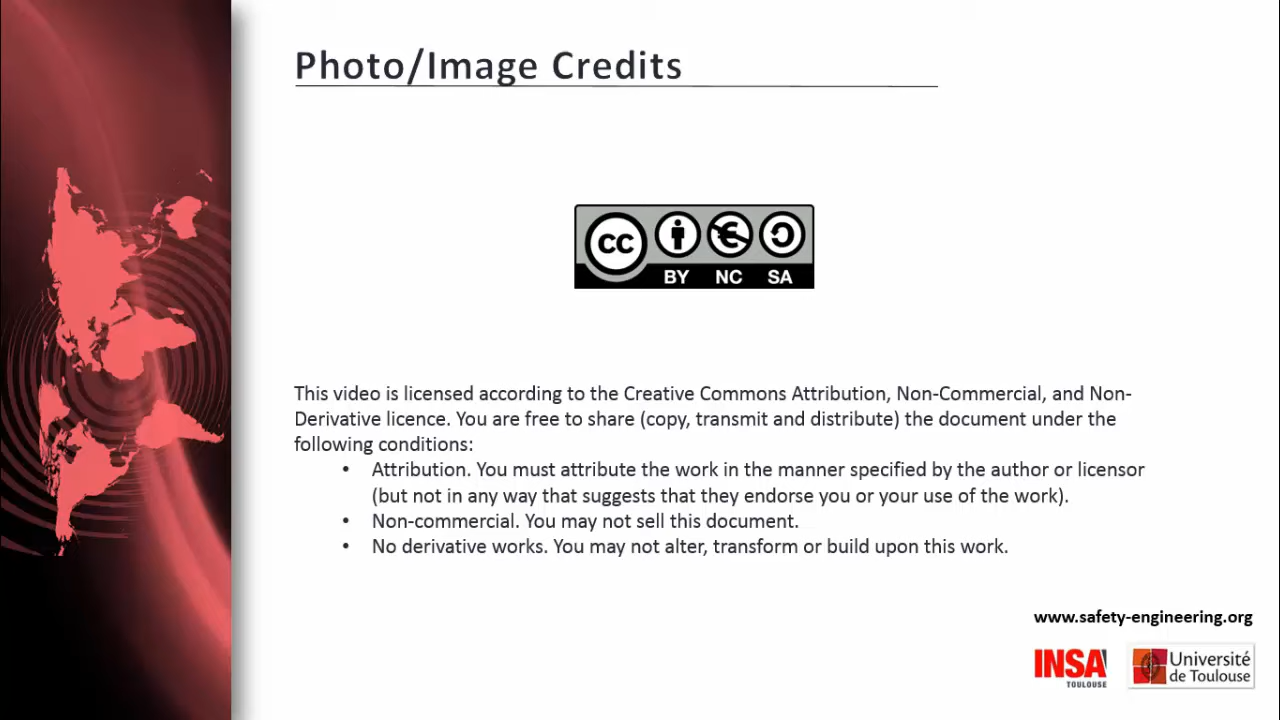 Photo/Image Credits
CC
BY NC SA
This video is licensed according to the Creative Commons Attribution, Non-Commercial, and Non-
Derivative licence. You are free to share (copy, transmit and distribute) the document under the
following conditions:
• Attribution. You must attribute the work in the manner specified by the author or licensor
(but not in any way that suggests that they endorse you or your use of the work).
• Non-commercial. You may not sell this document.
• No derivative works. You may not alter, transform or build upon this work.
www.safety-engineering.org
INSA
TOULOUSE
Université
de Toulouse